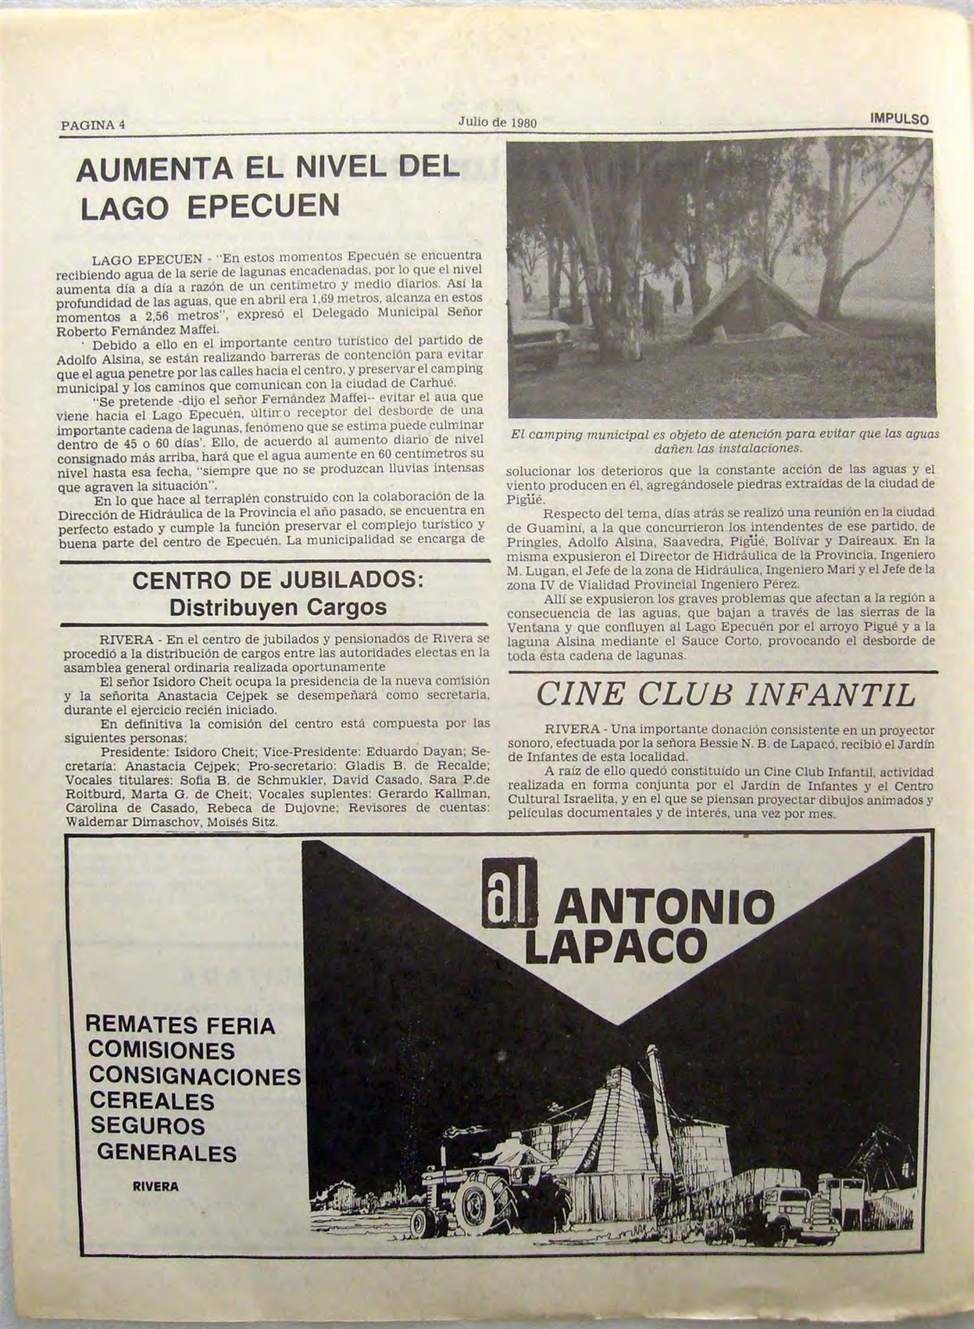 PAGINA 4
Julio de 1980
IMPULSO
AUMENTA EL NIVEL DEL
LAGO EPECUEN
LAGO EPECUEN - "En estos momentos Epecuén se encuentra
recibiendo agua de la serie de lagunas encadenadas, por lo que el nivel
aumenta día a día a razón de un centímetro y medio diarios. Así la
profundidad de las aguas, que en abril era 1,69 metros, alcanza en estos
momentos a 2,56 metros", expresó el Delegado Municipal Señor
Roberto Fernández Maffei.
' Debido a ello en el importante centro turístico del partido de
Adolfo Alsina, se están realizando barreras de contención para evitar
que el agua penetre por las calles hacia el centro, y preservar el camping
municipal y los caminos que comunican con la ciudad de Carhué.
"Se pretende -dijo el señor Fernández Maffei-- evitar el aua que
viene hacia el Lago Epecuén, último receptor del desborde de una
importante cadena de lagunas, fenómeno que se estima puede culminar
dentro de 45 o 60 días'. Ello, de acuerdo al aumento diario de nivel
consignado más arriba, hará que el agua aumente en 60 centímetros su
nivel hasta esa fecha, "siempre que no se produzcan lluvias intensas
que agraven la situación".
En lo que hace al terraplén construído con la colaboración de la
Dirección de Hidráulica de la Provincia el año pasado, se encuentra en
perfecto estado y cumple la función preservar el complejo turístico y
buena parte del centro de Epecuén. La municipalidad se encarga de
El camping municipal es objeto de atención para evitar que las aguas
dañen las instalaciones.
solucionar los deterioros que la constante acción de las aguas y el
viento producen en él, agregándosele piedras extraídas de la ciudad de
Pigüé.
Respecto del tema, días atrás se realizó una reunión en la ciudad
de Guaminí, a la que concurrieron los intendentes de ese partido, de
Pringles, Adolfo Alsina, Saavedra, Pigüé, Bolívar y Daireaux. En la
misma expusieron el Director de Hidráulica de la Provincia, Ingeniero
M. Lugan, el Jefe de la zona de Hidráulica, Ingeniero Mari y el Jefe de la
zona IV de Vialidad Provincial Ingeniero Pérez.
Allí se expusieron los graves problemas que afectan a la región a
consecuencia de las aguas, que bajan a través de las sierras de la
Ventana y que confluyen al Lago Epecuén por el arroyo Pigué y a la
laguna Alsina mediante el Sauce Corto, provocando el desborde de
toda ésta cadena de lagunas.
CENTRO DE JUBILADOS:
Distribuyen Cargos
RIVERA - En el centro de jubilados y pensionados de Rivera se
procedió a la distribución de cargos entre las autoridades electas en la
asamblea general ordinaria realizada oportunamente
El señor Isidoro Cheit ocupa la presidencia de la nueva comisión
y la señorita Anastacia Cejpek se desempeñará como secretaria,
durante el ejercicio recién iniciado.
En definitiva la comisión del centro está compuesta por las
siguientes personas:
Presidente: Isidoro Cheit; Vice-Presidente: Eduardo Dayan; Se-
cretaría: Anastacia Cejpek; Pro-secretario: Gladis B. de Recalde;
Vocales titulares: Sofia B. de Schmukler, David Casado, Sara P.de
Roitburd, Marta G. de Cheit; Vocales suplentes: Gerardo Kallman,
Carolina de Casado, Rebeca de Dujovne; Revisores de cuentas:
Waldemar Dimaschov, Moisés Sitz.
CINE CLUB INFANTIL
RIVERA - Una importante donación consistente en un proyector
sonoro, efectuada por la señora Bessie N. B. de Lapacó, recibió el Jardín
de Infantes de esta localidad.
A raíz de ello quedó constituído un Cine Club Infantil, actividad
realizada en forma conjunta por el Jardín de Infantes y el Centro
Cultural Israelita, y en el que se piensan proyectar dibujos animados y
películas documentales y de interés, una vez por mes.
al ANTONIO
LAPACO
REMATES FERIA
COMISIONES
CONSIGNACIONES
CEREALES
SEGUROS
GENERALES
RIVERA